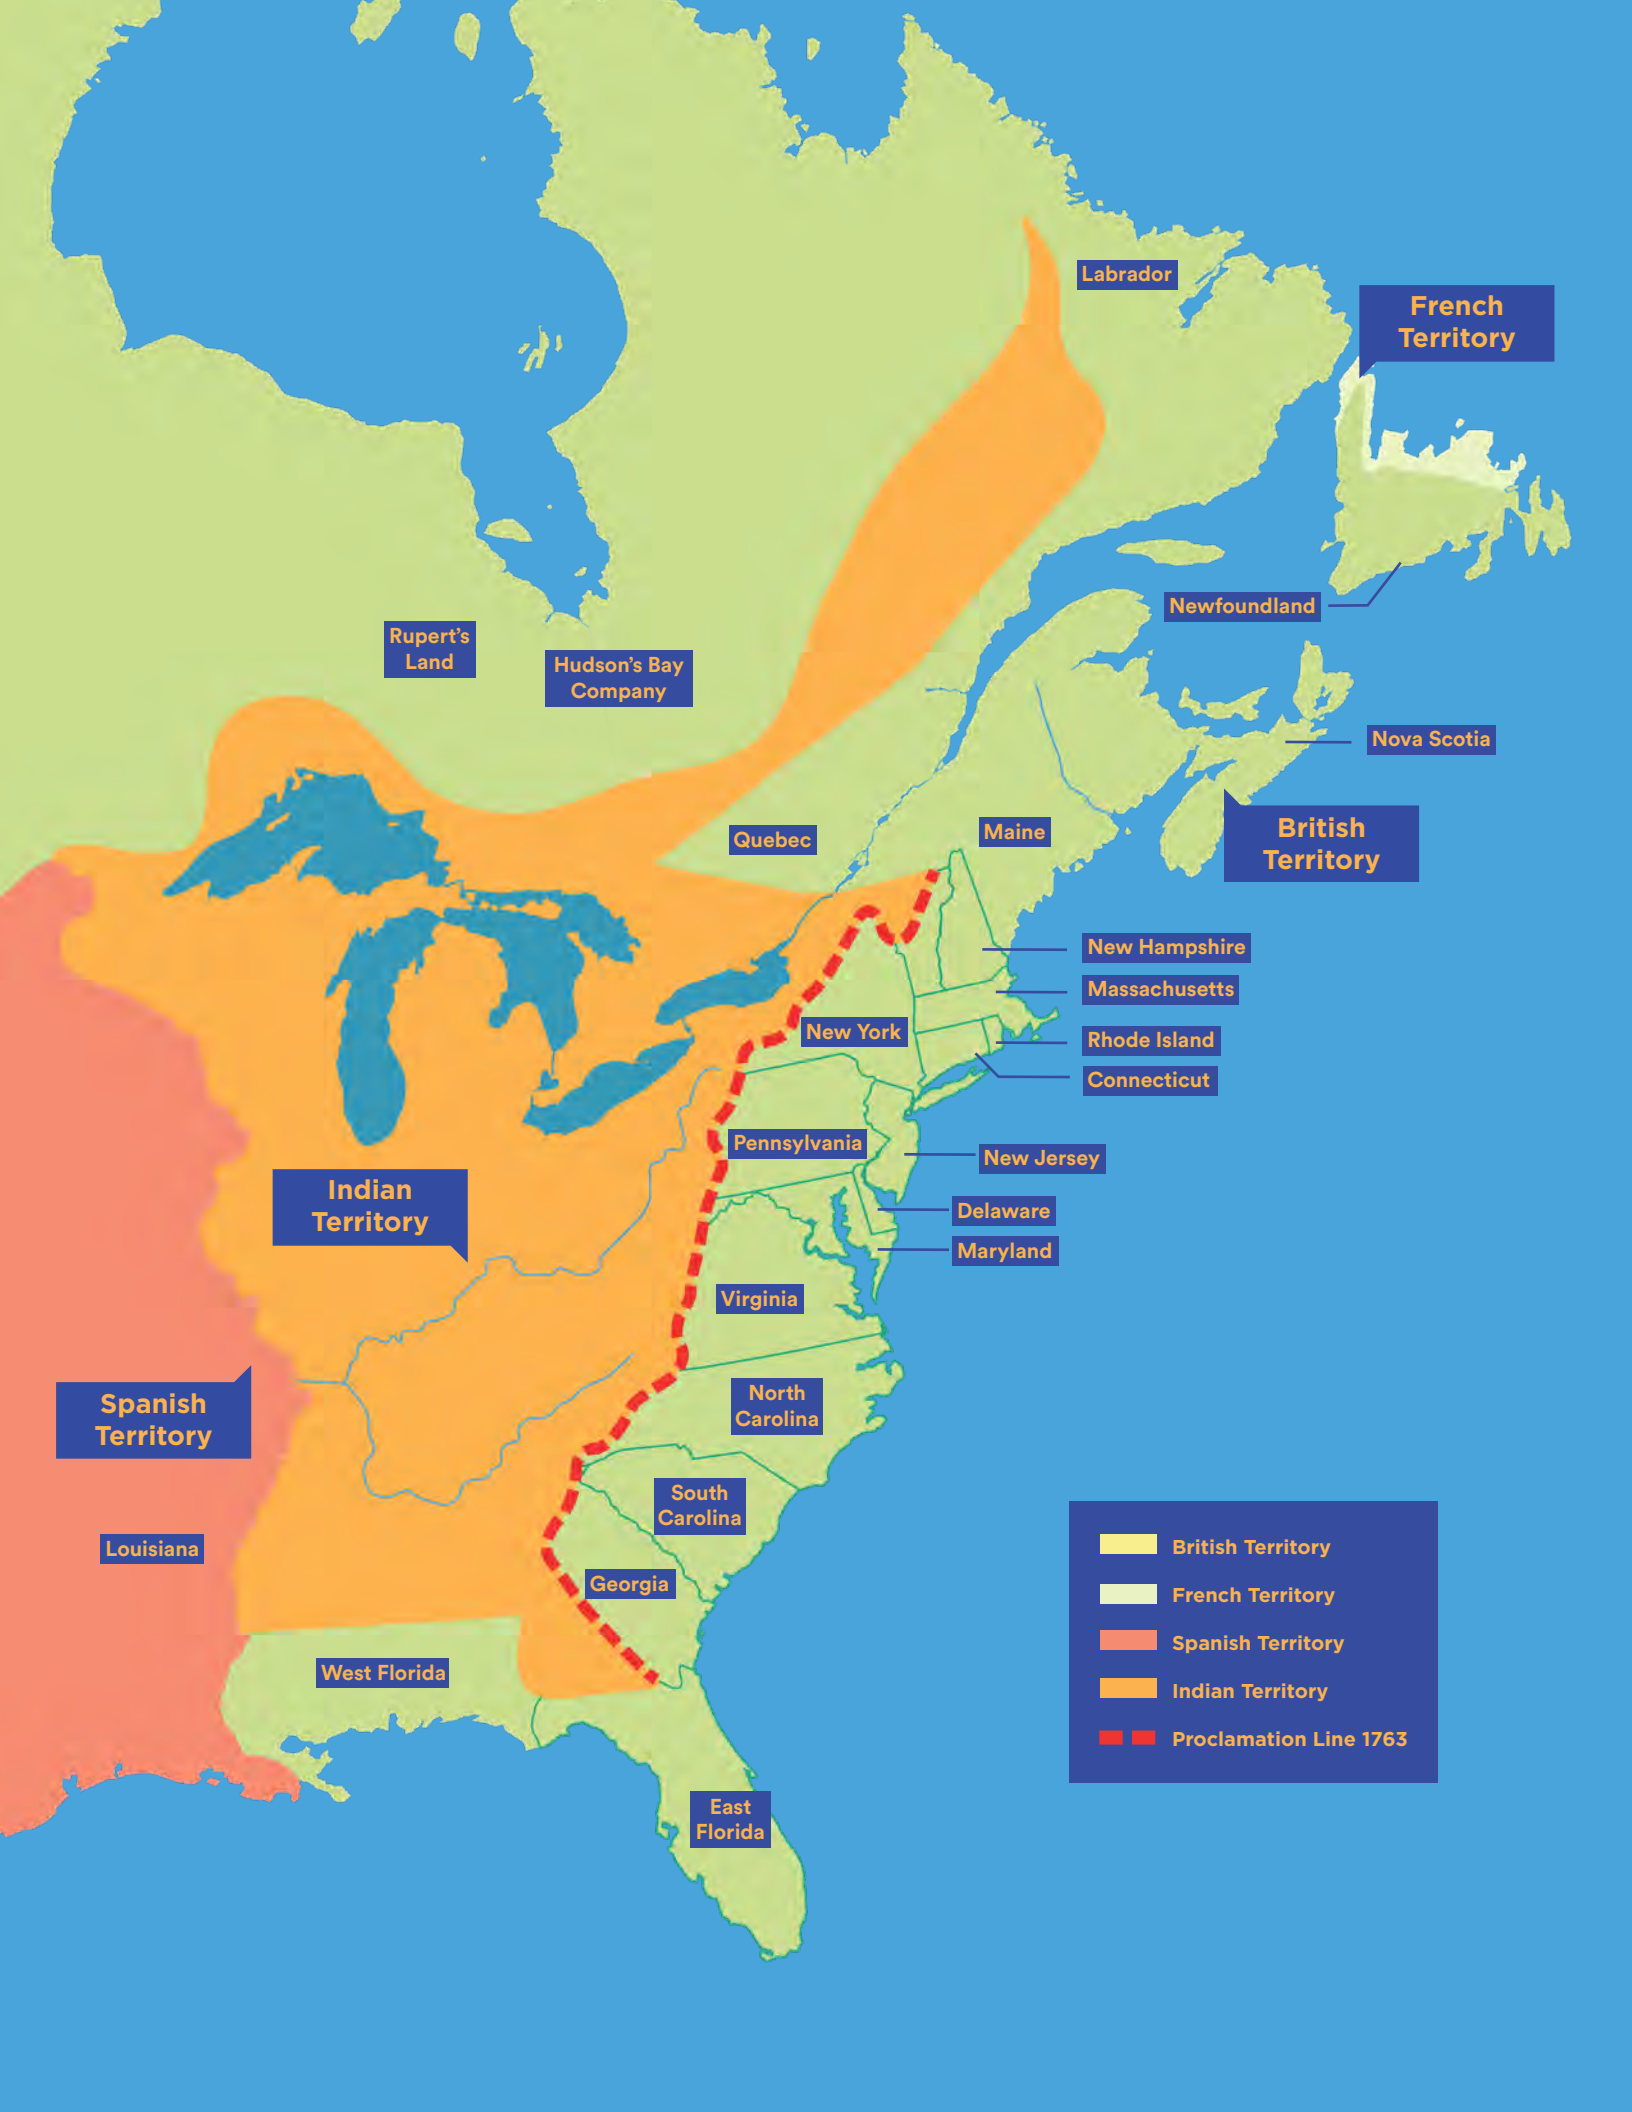 Labrador
French
Territory
Newfoundland
Rupert's
Land
Hudson's Bay
Company
Nova Scotia
Quebec
Maine
British
Territory
New Hampshire
Massachusetts
New York
Rhode Island
Connecticut
Pennsylvania
New Jersey
Indian
Territory
Delaware
Maryland
Virginia
Spanish
Territory
North
Carolina
South
Carolina
Louisiana
Georgia
West Florida
East
Florida
British Territory
French Territory
Spanish Territory
Indian Territory
Proclamation Line 1763